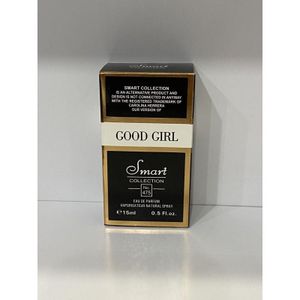 SMART COLLECTION
IS AN ALTERNATIVE PRODUCT AND
DESIGN IS NOT CONNECTED IN ANYWAY
WITH THE REGISTERED TRADEMARK OF
CAROLINA HERRERA
OUR VERSION OF
GOOD GIRL
Smart
COLLECTION
No.
475
EAU DE PARFUM
VAPORISATEUR NATURAL SPRAY
℮15ml 0.5 Fl.oz.